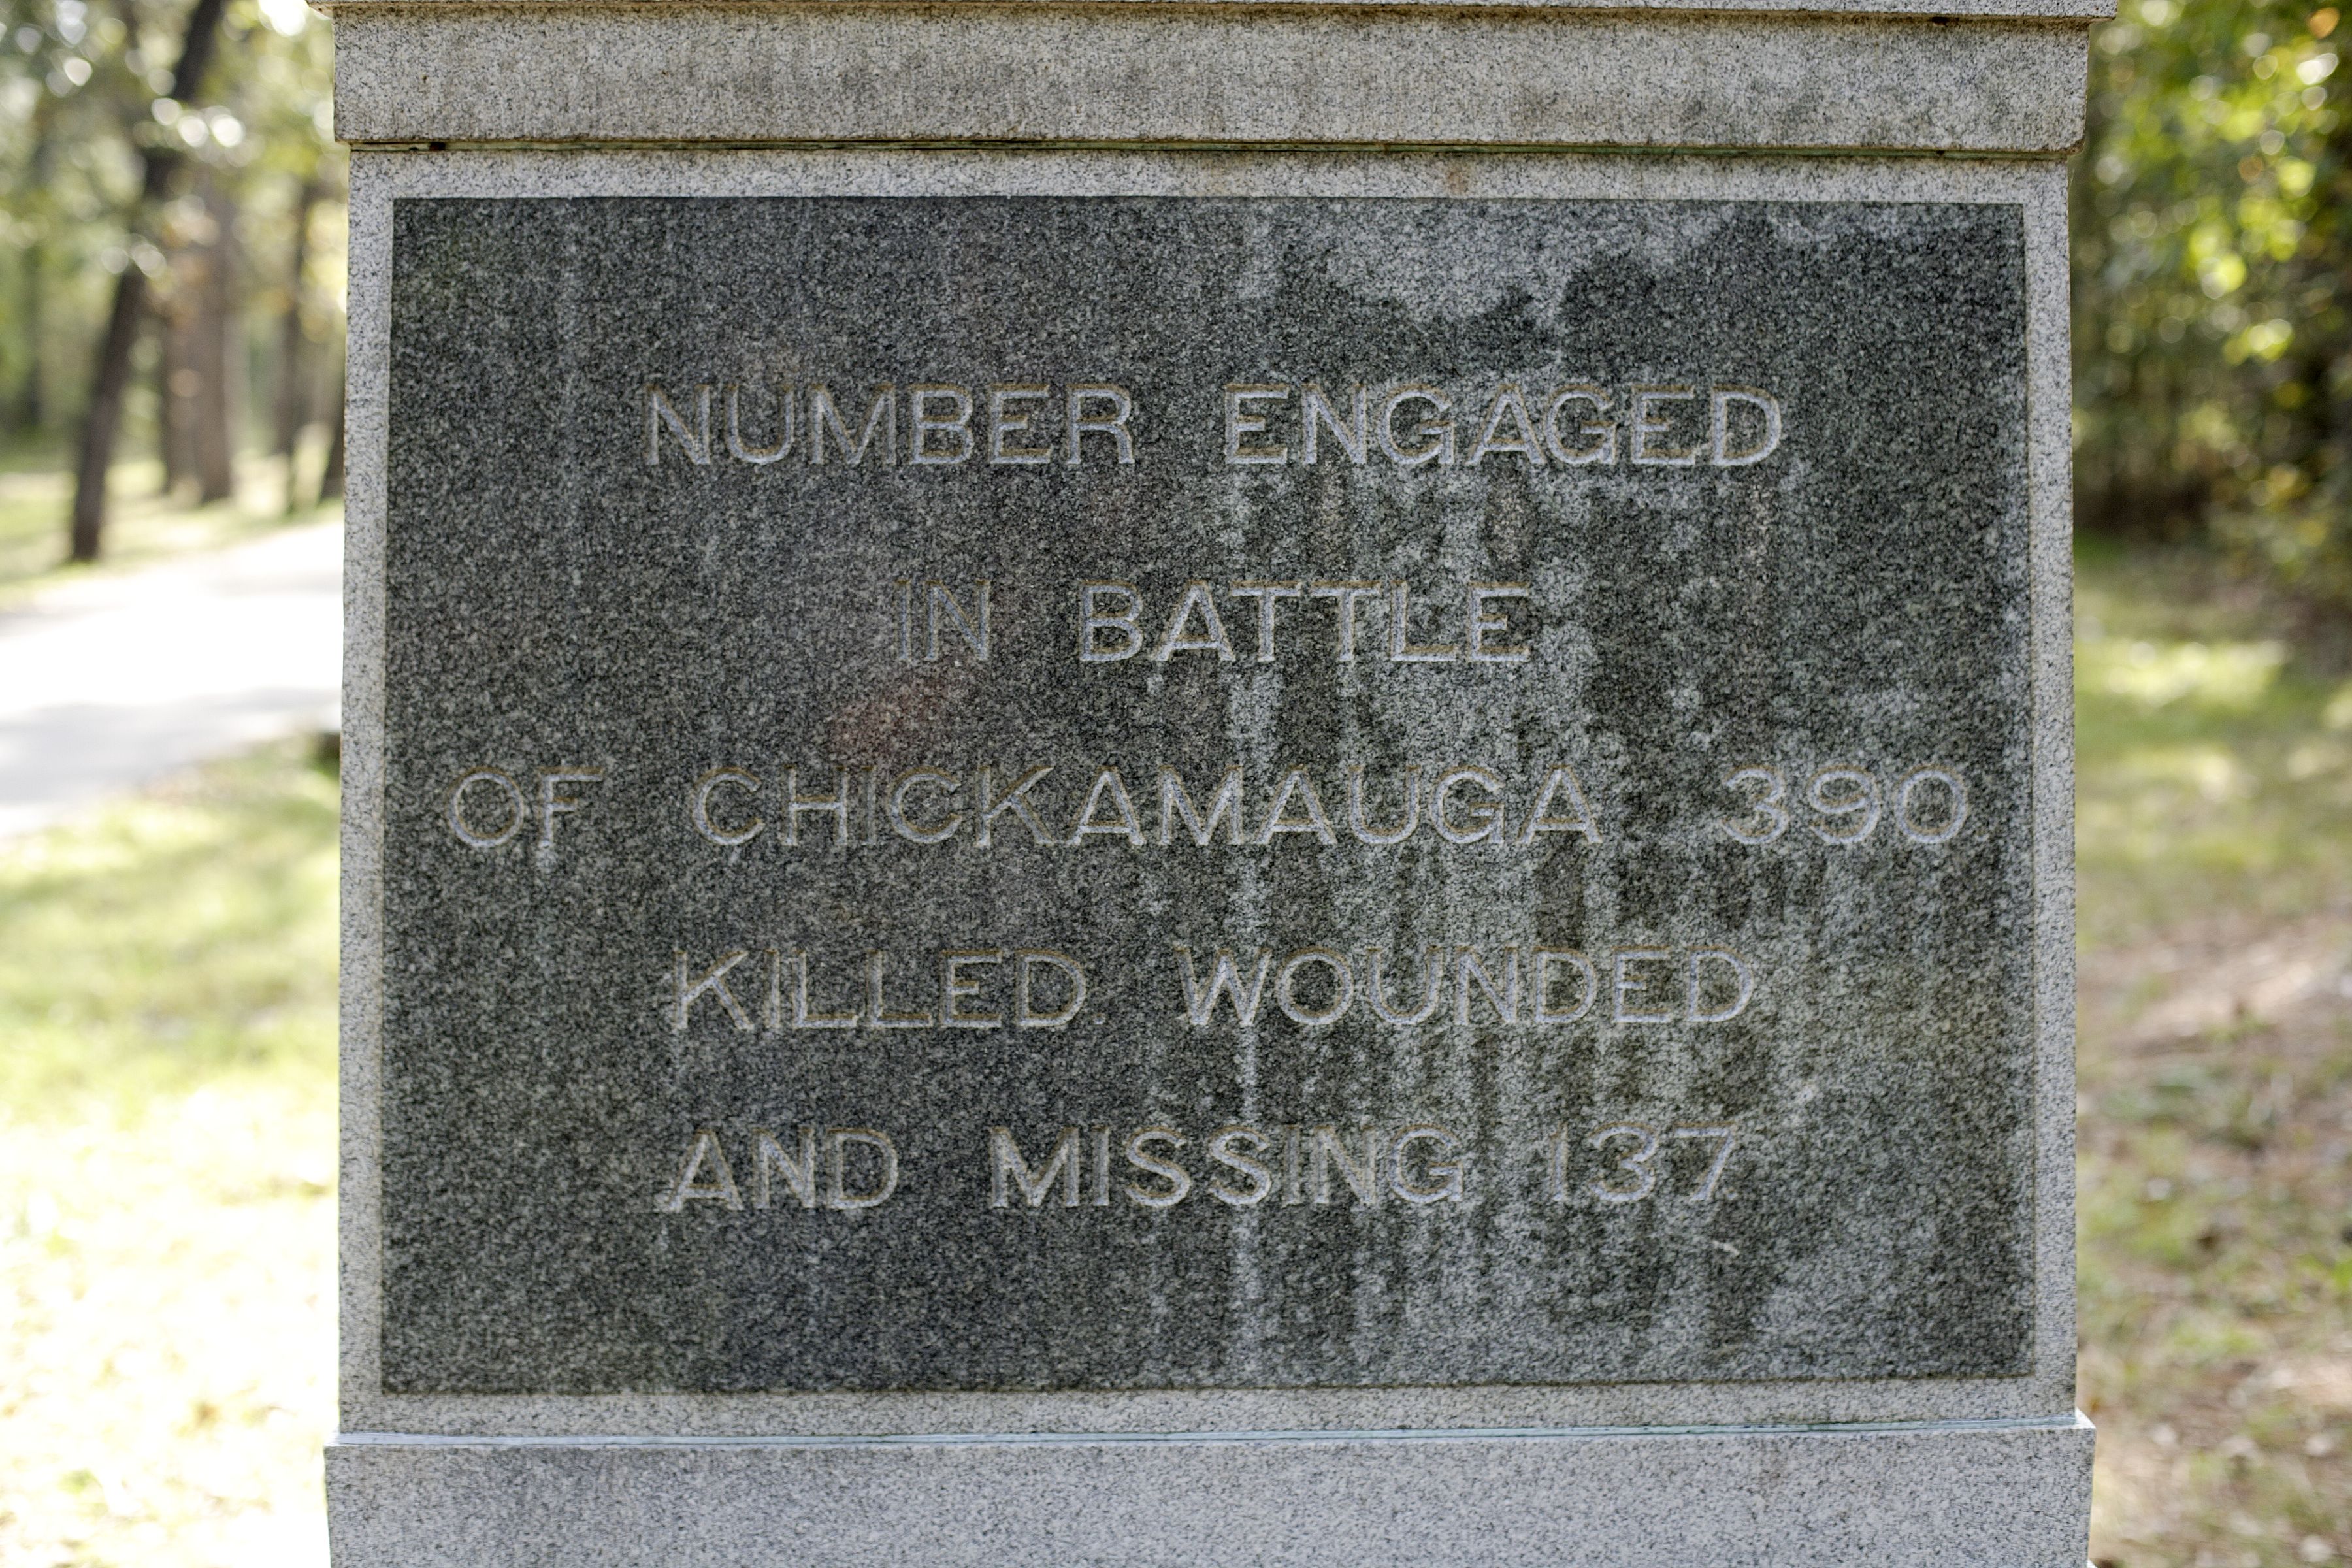 NUMBER ENGAGED
IN BATTLE
OF CHICKAMAUGA 390
KILLED. WOUNDED
AND MISSING 137